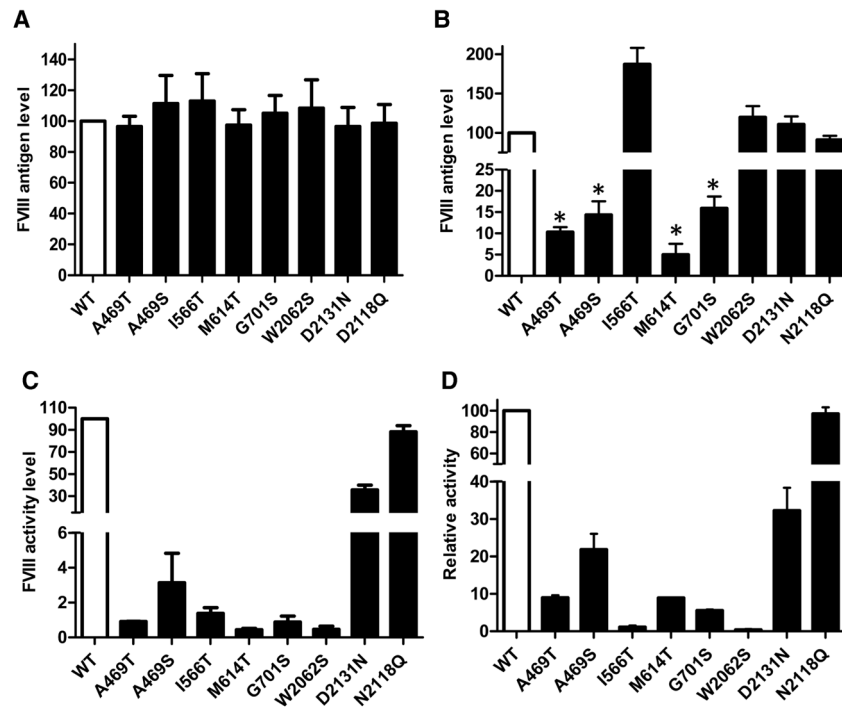 A
FVIII antigen level
140
120
100
80
60
40
20
0
WT
A469T
A469S
I566T
M614T
G701S
W2062S
D2131N
D2118Q
B
FVIII antigen level
200
150
100
25
20
15
10
5
0
*
*
*
*
WT
A469T
A469S
I566T
M614T
G701S
W2062S
D2131N
N2118Q
C
FVIII activity level
110
90
70
50
30
6
4
2
0
WT
A469T
A469S
I566T
M614T
G701S
W2062S
D2131N
N2118Q
D
Relative activity
100
80
60
40
30
20
10
0
WT
A469T
A469S
I566T
M614T
G701S
W2062S
D2131N
N2118Q